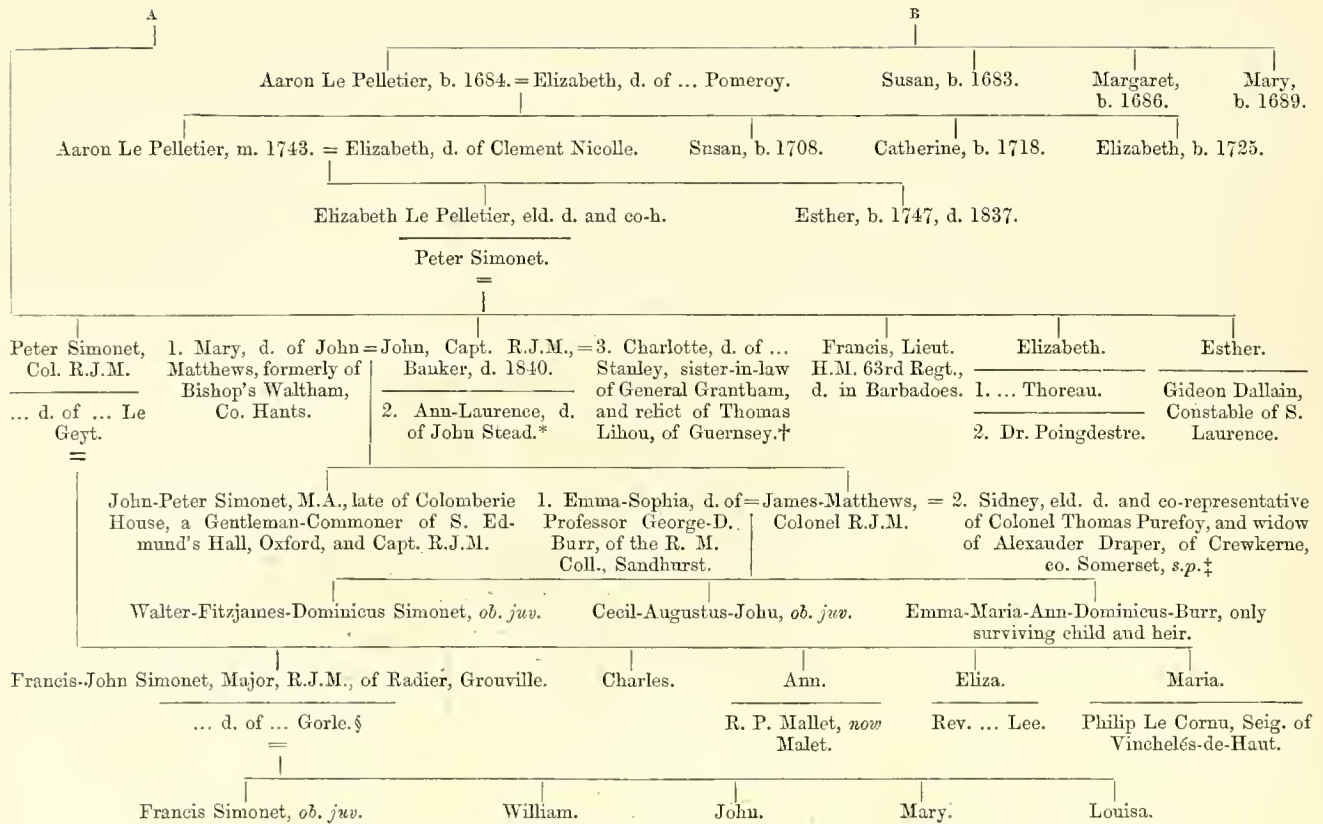 A B
Aaron Le Pelletier, b. 1684. = Elizabeth, d. of ... Pomeroy. Susan, b. 1683. Margaret, b. 1686. Mary, b. 1689.
Aaron Le Pelletier, m. 1743. = Elizabeth, d. of Clement Nicolle. Susan, b. 1708. Catherine, b. 1718. Elizabeth, b. 1725.
Elizabeth Le Pelletier, eld. d. and co-h. Esther, b. 1747, d. 1837.
Peter Simonet.
=
Peter Simonet,
Col. R.J.M.
... d. of ... Le
Geyt.
=
1. Mary, d. of John
Matthews, formerly of
Bishop's Waltham,
Co. Hants.
= John, Capt. R.J.M., =
Banker, d. 1840.
2. Ann-Laurence, d.
of John Stead.*
3. Charlotte, d. of ...
Stanley, sister-in-law
of General Grantham,
and relict of Thomas
Lihou, of Guernsey.†
Francis, Lieut.
H.M. 63rd Regt.,
d. in Barbadoes.
Elizabeth.
1. ... Thoreau.
2. Dr. Poingdestre.
Esther.
Gideon Dallain,
Constable of S.
Laurence.
John-Peter Simonet, M.A., late of Colomberie
House, a Gentleman-Commoner of S. Ed-
mund's Hall, Oxford, and Capt. R.J.M.
1. Emma-Sophia, d. of
Professor George-D.
Burr, of the R. M.
Coll., Sandhurst.
= James-Matthews, =
Colonel R.J.M.
2. Sidney, eld. d. and co-representative
of Colonel Thomas Purefoy, and widow
of Alexander Draper, of Crewkerne,
co. Somerset, s.p.‡
Walter-Fitzjames-Dominicus Simonet, ob. juv. Cecil-Augustus-John, ob. juv. Emma-Maria-Ann-Dominicus-Burr, only
surviving child and heir.
Francis-John Simonet, Major, R.J.M., of Radier, Grouville. Charles. Ann. Eliza. Maria.
... d. of ... Gorle.§
=
R. P. Mallet, now
Malet.
Rev. ... Lee.
Philip Le Cornu, Seig. of
Vinchelés-de-Haut.
Francis Simonet, ob. juv. William. John. Mary. Louisa.